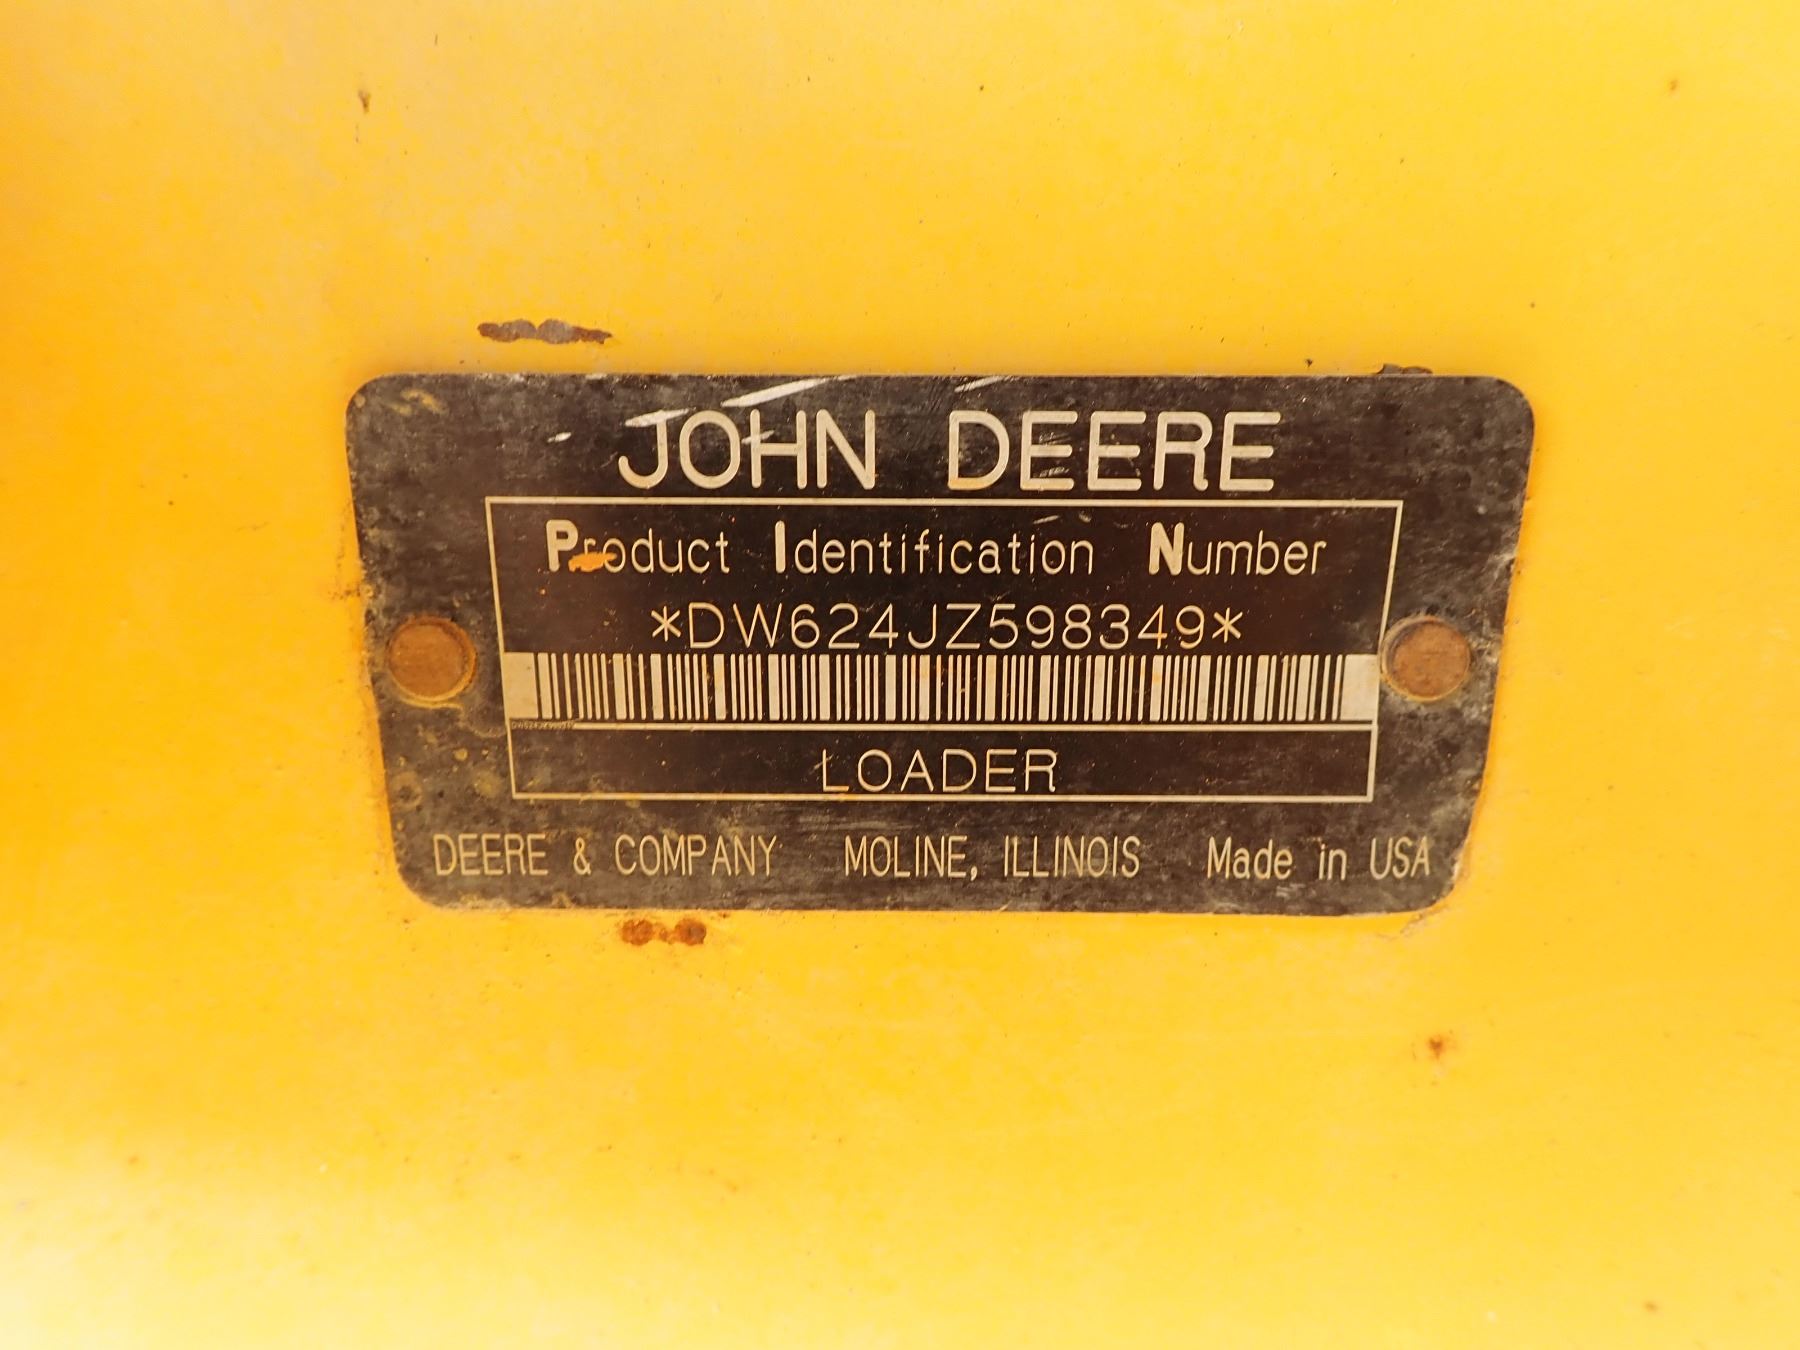 JOHN DEERE
Product Identification Number
*DW624JZ598349*
LOADER
DEERE & COMPANY MOLINE, ILLINOIS Made in USA